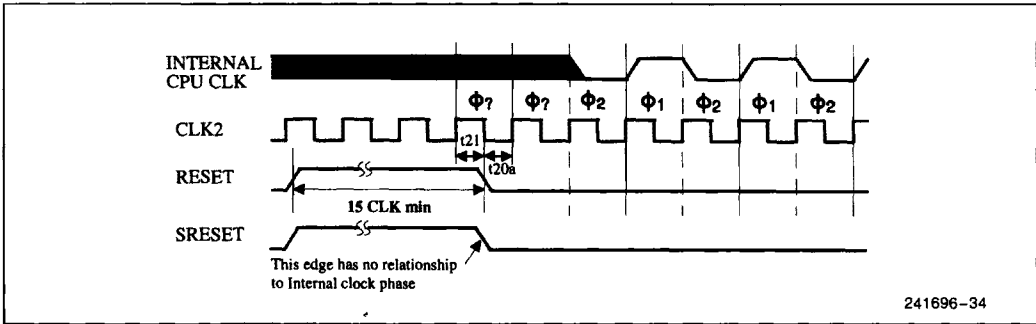 INTERNAL
CPU CLK
Φ? Φ? Φ2 Φ1 Φ2 Φ1 Φ2
CLK2
t21
t20a
RESET
15 CLK min
SRESET
This edge has no relationship
to Internal clock phase
241696-34